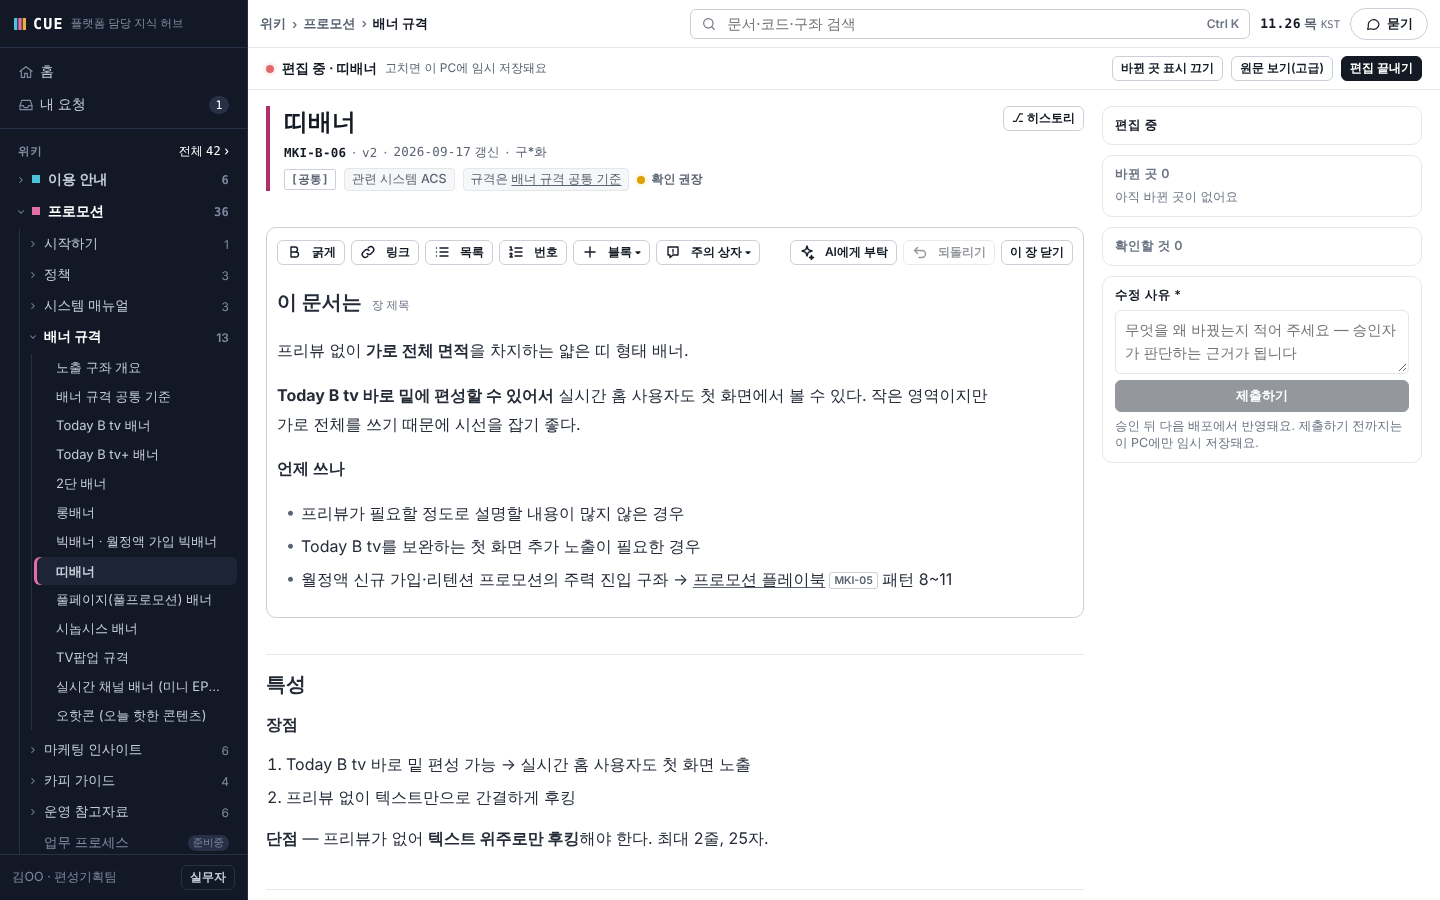 CUE 플랫폼 담당 지식 허브
홈
내 요청 1
위키 전체 42 ›
이용 안내 6
프로모션 36
시작하기 1
정책 3
시스템 매뉴얼 3
배너 규격 13
노출 구좌 개요
배너 규격 공통 기준
Today B tv 배너
Today B tv+ 배너
2단 배너
롱배너
빅배너 · 월정액 가입 빅배너
띠배너
풀페이지(풀프로모션) 배너
시놉시스 배너
TV팝업 규격
실시간 채널 배너 (미니 EP...
오핫콘 (오늘 핫한 콘텐츠)
마케팅 인사이트 6
카피 가이드 4
운영 참고자료 6
업무 프로세스 준비중
김OO · 편성기획팀 실무자
위키 › 프로모션 › 배너 규격
문서·코드·구좌 검색 Ctrl K
11.26 목 KST
묻기
편집 중 · 띠배너 고치면 이 PC에 임시 저장돼요
바뀐 곳 표시 끄기 원문 보기(고급) 편집 끝내기
띠배너
히스토리
MKI-B-06 · v2 · 2026-09-17 갱신 · 구*화
[공통] 관련 시스템 ACS 규격은 배너 규격 공통 기준 확인 권장
B 굵게 링크 목록 번호 블록 주의 상자 AI에게 부탁 되돌리기 이 장 닫기
이 문서는 장 제목
프리뷰 없이 가로 전체 면적을 차지하는 얇은 띠 형태 배너.
Today B tv 바로 밑에 편성할 수 있어서 실시간 홈 사용자도 첫 화면에서 볼 수 있다. 작은 영역이지만
가로 전체를 쓰기 때문에 시선을 잡기 좋다.
언제 쓰나
• 프리뷰가 필요할 정도로 설명할 내용이 많지 않은 경우
• Today B tv를 보완하는 첫 화면 추가 노출이 필요한 경우
• 월정액 신규 가입·리텐션 프로모션의 주력 진입 구좌 → 프로모션 플레이북 MKI-05 패턴 8~11
특성
장점
1. Today B tv 바로 밑 편성 가능 → 실시간 홈 사용자도 첫 화면 노출
2. 프리뷰 없이 텍스트만으로 간결하게 후킹
단점 — 프리뷰가 없어 텍스트 위주로만 후킹해야 한다. 최대 2줄, 25자.
편집 중
바뀐 곳 0
아직 바뀐 곳이 없어요
확인할 것 0
수정 사유 *
무엇을 왜 바꿨는지 적어 주세요 — 승인자
가 판단하는 근거가 됩니다
제출하기
승인 뒤 다음 배포에서 반영돼요. 제출하기 전까지는
이 PC에만 임시 저장돼요.